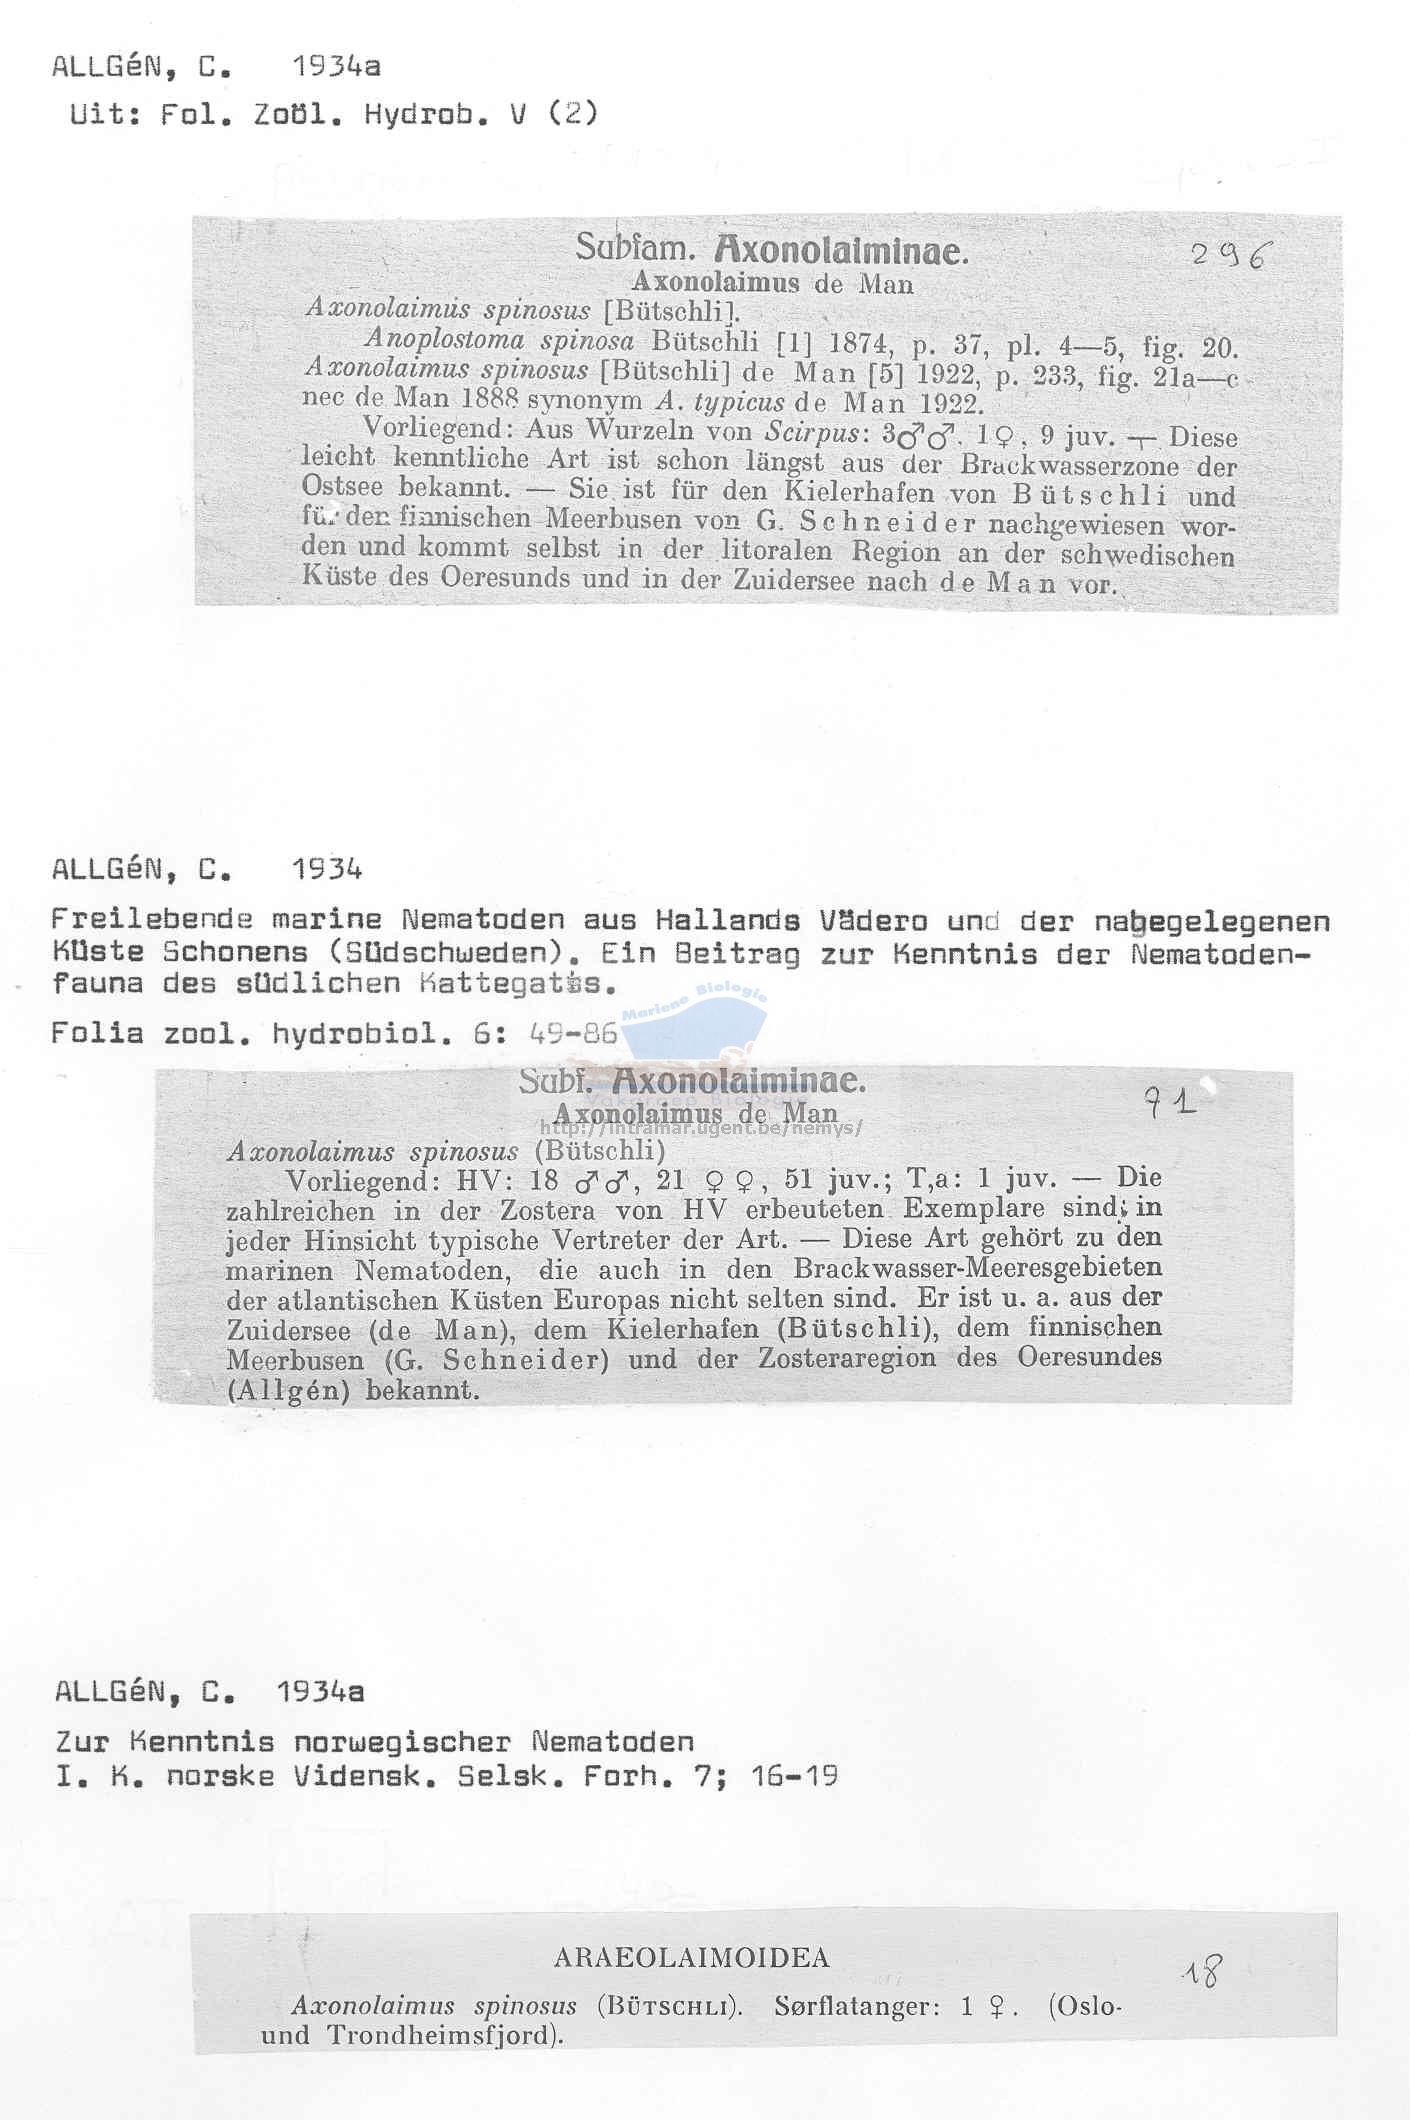 ALLGéN, C. 1934a
Uit: Fol. Zoöl. Hydrob. V (2)
Subfam. Axonolaiminae.
296
Axonolaimus de Man
Axonolaimus spinosus [Bütschli].
Anoplostoma spinosa Bütschli [1] 1874, p. 37, pl. 4—5, fig. 20.
Axonolaimus spinosus [Bütschli] de Man [5] 1922, p. 233, fig. 21a—c
nec de Man 1888 synonym A. typicus de Man 1922.
Vorliegend: Aus Wurzeln von Scirpus: 3♂♂. 1♀, 9 juv. — Diese
leicht kenntliche Art ist schon längst aus der Brackwasserzone der
Ostsee bekannt. — Sie ist für den Kielerhafen von Bütschli und
für den finnischen Meerbusen von G. Schneider nachgewiesen wor-
den und kommt selbst in der litoralen Region an der schwedischen
Küste des Oeresunds und in der Zuidersee nach de Man vor.
ALLGéN, C. 1934
Freilebende marine Nematoden aus Hallands Vädero und der nahegelegenen
Küste Schonens (Südschweden). Ein Beitrag zur Kenntnis der Nematoden-
fauna des südlichen Kattegatts.
Folia zool. hydrobiol. 6: 49-86
Mariene Biologie
Subf. Axonolaiminae.
71
Vakgroep Biologie
Axonolaimus de Man
http://intramar.ugent.be/nemys/
Axonolaimus spinosus (Bütschli)
Vorliegend: HV: 18 ♂♂, 21 ♀♀, 51 juv.; T,a: 1 juv. — Die
zahlreichen in der Zostera von HV erbeuteten Exemplare sind in
jeder Hinsicht typische Vertreter der Art. — Diese Art gehört zu den
marinen Nematoden, die auch in den Brackwasser-Meeresgebieten
der atlantischen Küsten Europas nicht selten sind. Er ist u. a. aus der
Zuidersee (de Man), dem Kielerhafen (Bütschli), dem finnischen
Meerbusen (G. Schneider) und der Zosteraregion des Oeresundes
(Allgén) bekannt.
ALLGéN, C. 1934a
Zur Kenntnis norwegischer Nematoden
I. K. norske Vidensk. Selsk. Forh. 7; 16-19
ARAEOLAIMOIDEA
18
Axonolaimus spinosus (BÜTSCHLI). Sørflatanger: 1 ♀. (Oslo-
und Trondheimsfjord).